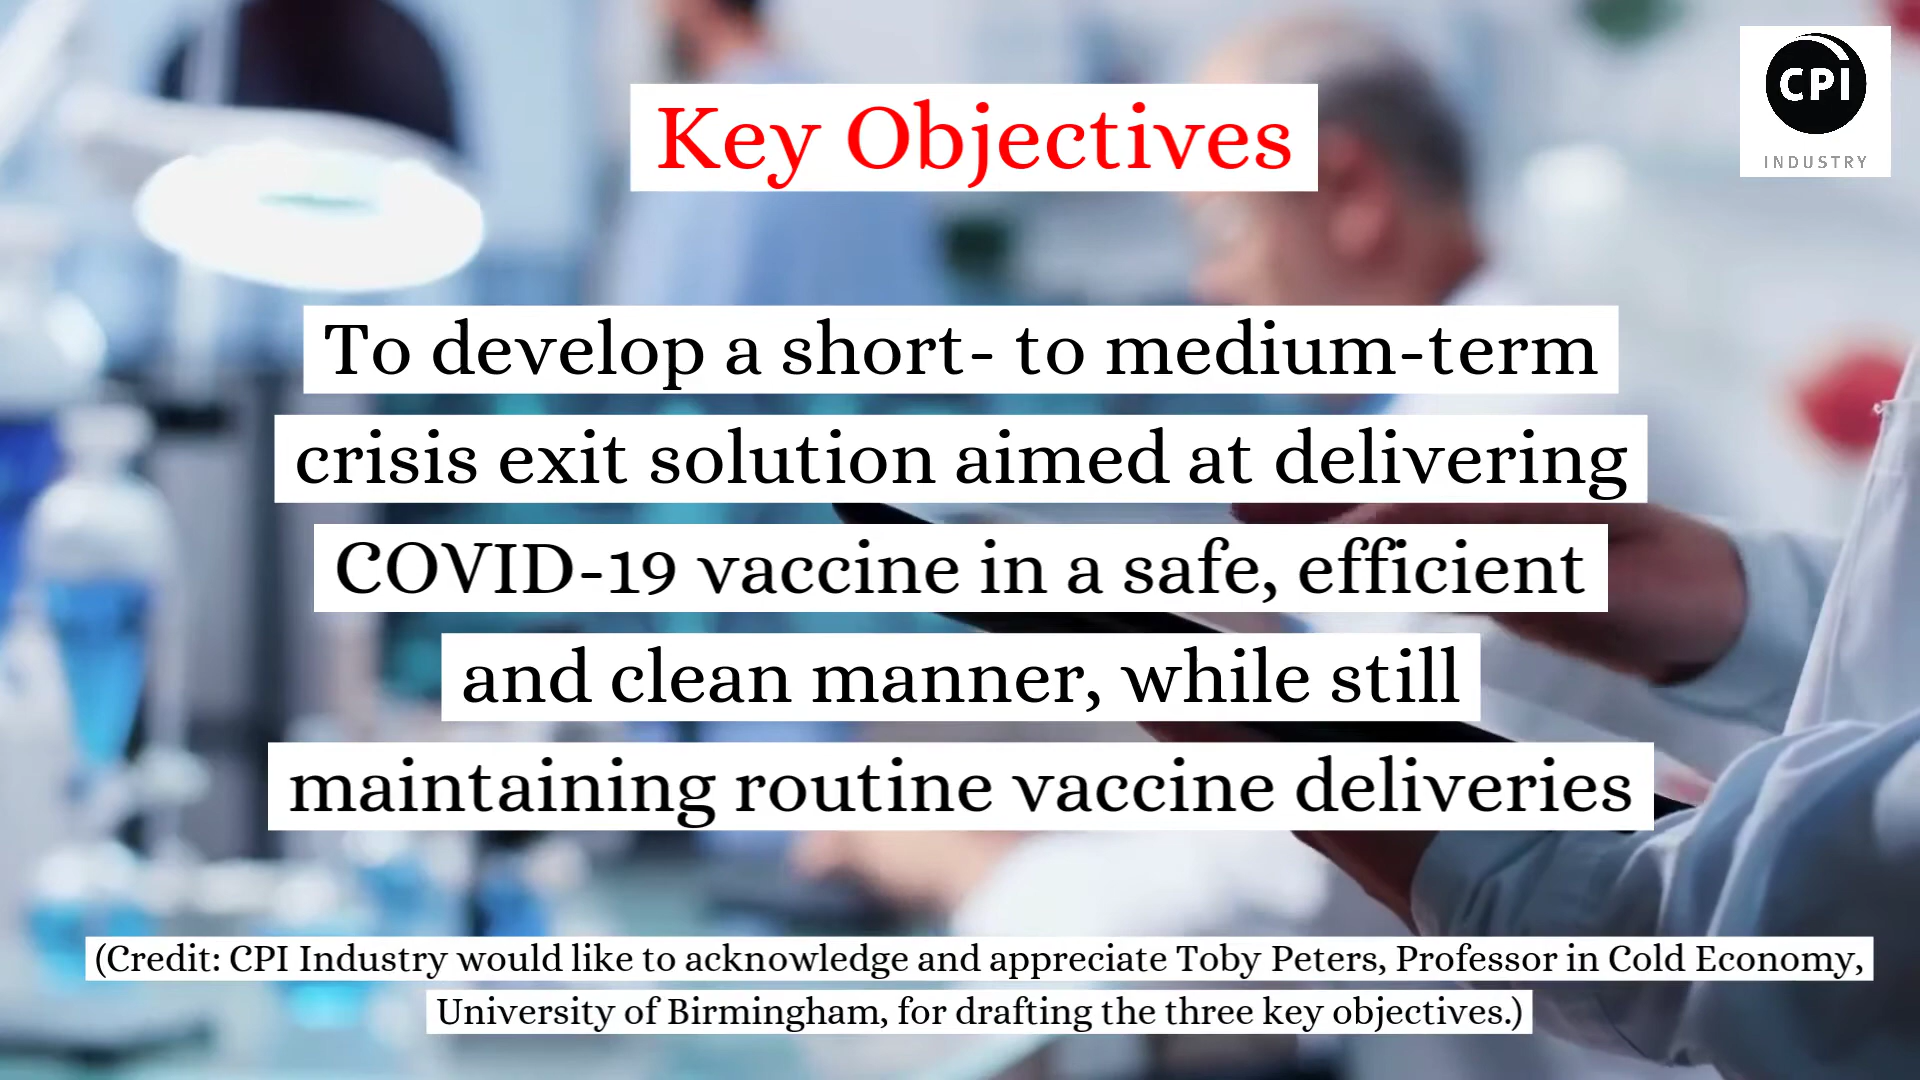 CPI
INDUSTRY
Key Objectives
To develop a short- to medium-term
crisis exit solution aimed at delivering
COVID-19 vaccine in a safe, efficient
and clean manner, while still
maintaining routine vaccine deliveries
(Credit: CPI Industry would like to acknowledge and appreciate Toby Peters, Professor in Cold Economy,
University of Birmingham, for drafting the three key objectives.)